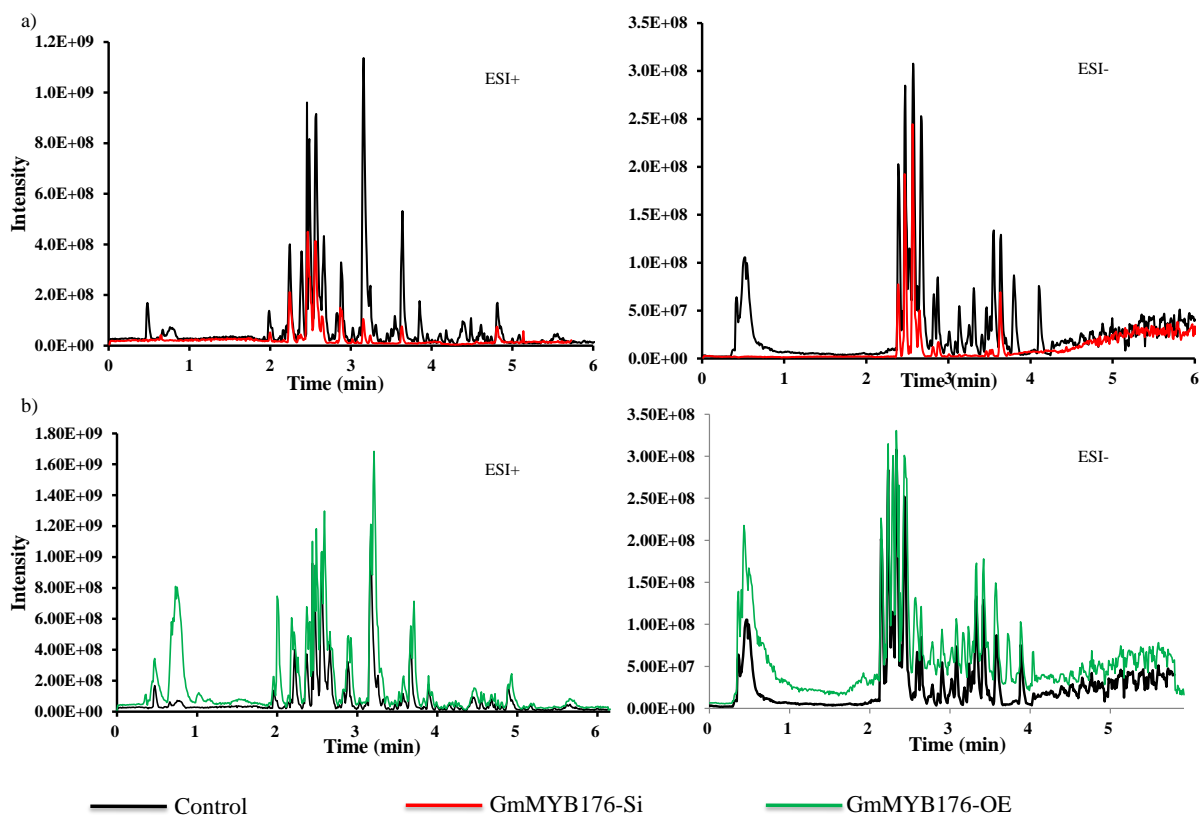 a)
1.2E+09
1.0E+09
8.0E+08
6.0E+08
4.0E+08
2.0E+08
0.0E+00
Intensity
ESI+
0 1 2 3 4 5 6
Time (min)
3.5E+08
3.0E+08
2.5E+08
2.0E+08
1.5E+08
1.0E+08
5.0E+07
0.0E+00
ESI-
0 1 2 3 4 5 6
Time (min)
b)
1.80E+09
1.60E+09
1.40E+09
1.20E+09
1.00E+09
8.00E+08
6.00E+08
4.00E+08
2.00E+08
0.00E+00
Intensity
ESI+
0 1 2 3 4 5 6
Time (min)
3.50E+08
3.00E+08
2.50E+08
2.00E+08
1.50E+08
1.00E+08
5.00E+07
0.00E+00
ESI-
0 1 2 3 4 5
Time (min)
Control GmMYB176-Si GmMYB176-OE